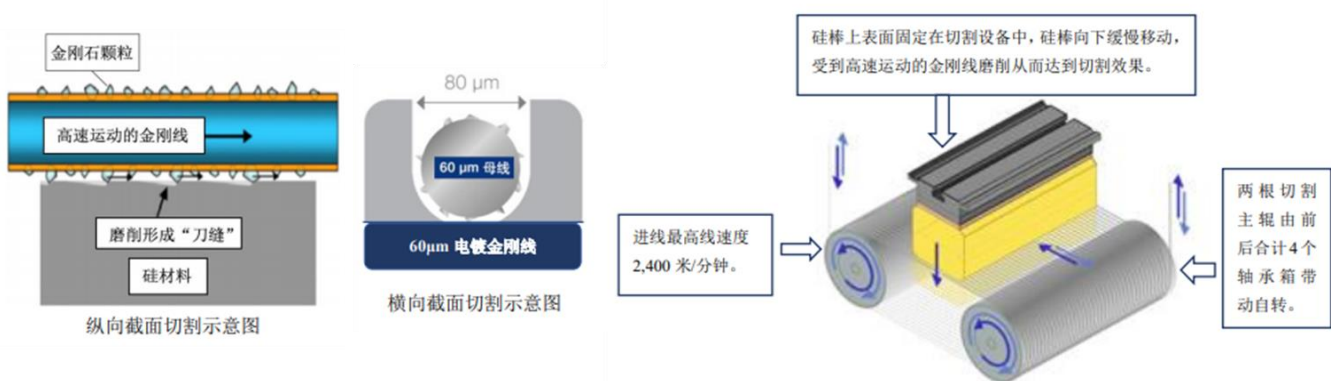 金刚石颗粒
高速运动的金刚线
磨削形成“刀缝”
硅材料
纵向截面切割示意图
80 μm
60 μm 母线
60μm 电镀金刚线
横向截面切割示意图
硅棒上表面固定在切割设备中，硅棒向下缓慢移动，
受到高速运动的金刚线磨削从而达到切割效果。
进线最高线速度
2,400 米/分钟。
两根切割
主辊由前
后合计4个
轴承箱带
动自转。